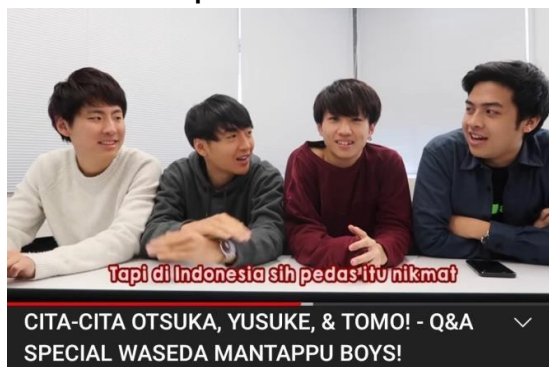 Tapi di Indonesia sih pedas itu nikmat
CITA-CITA OTSUKA, YUSUKE, & TOMO! - Q&A
SPECIAL WASEDA MANTAPPU BOYS!